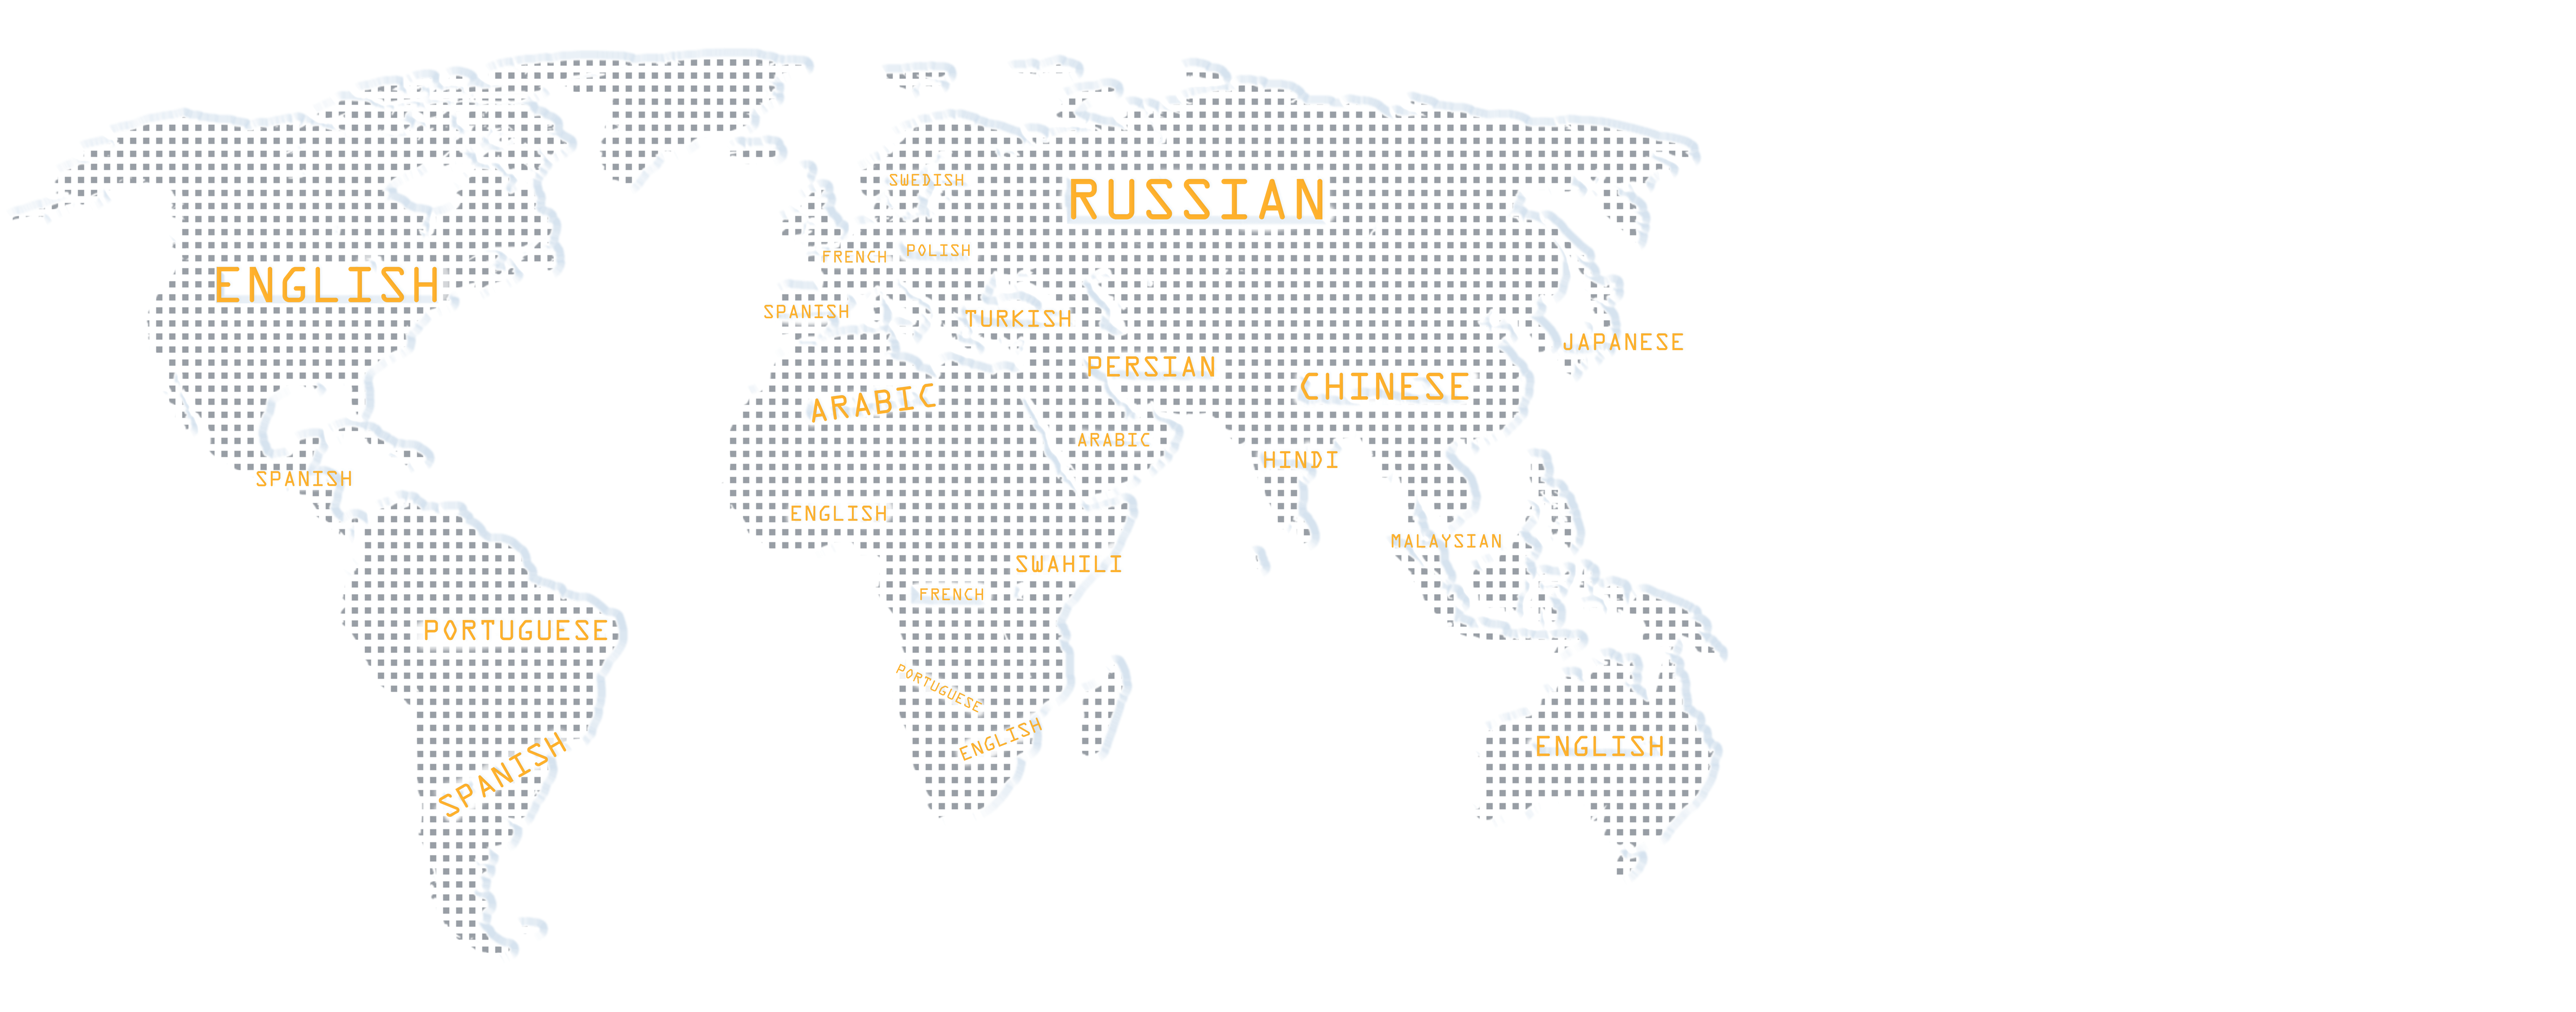 SWEDISH
RUSSIAN
POLISH
FRENCH
ENGLISH
SPANISH
TURKISH
JAPANESE
PERSIAN
CHINESE
ARABIC
ARABIC
HINDI
SPANISH
ENGLISH
MALAYSIAN
SWAHILI
FRENCH
PORTUGUESE
PORTUGUESE
ENGLISH
ENGLISH
SPANISH